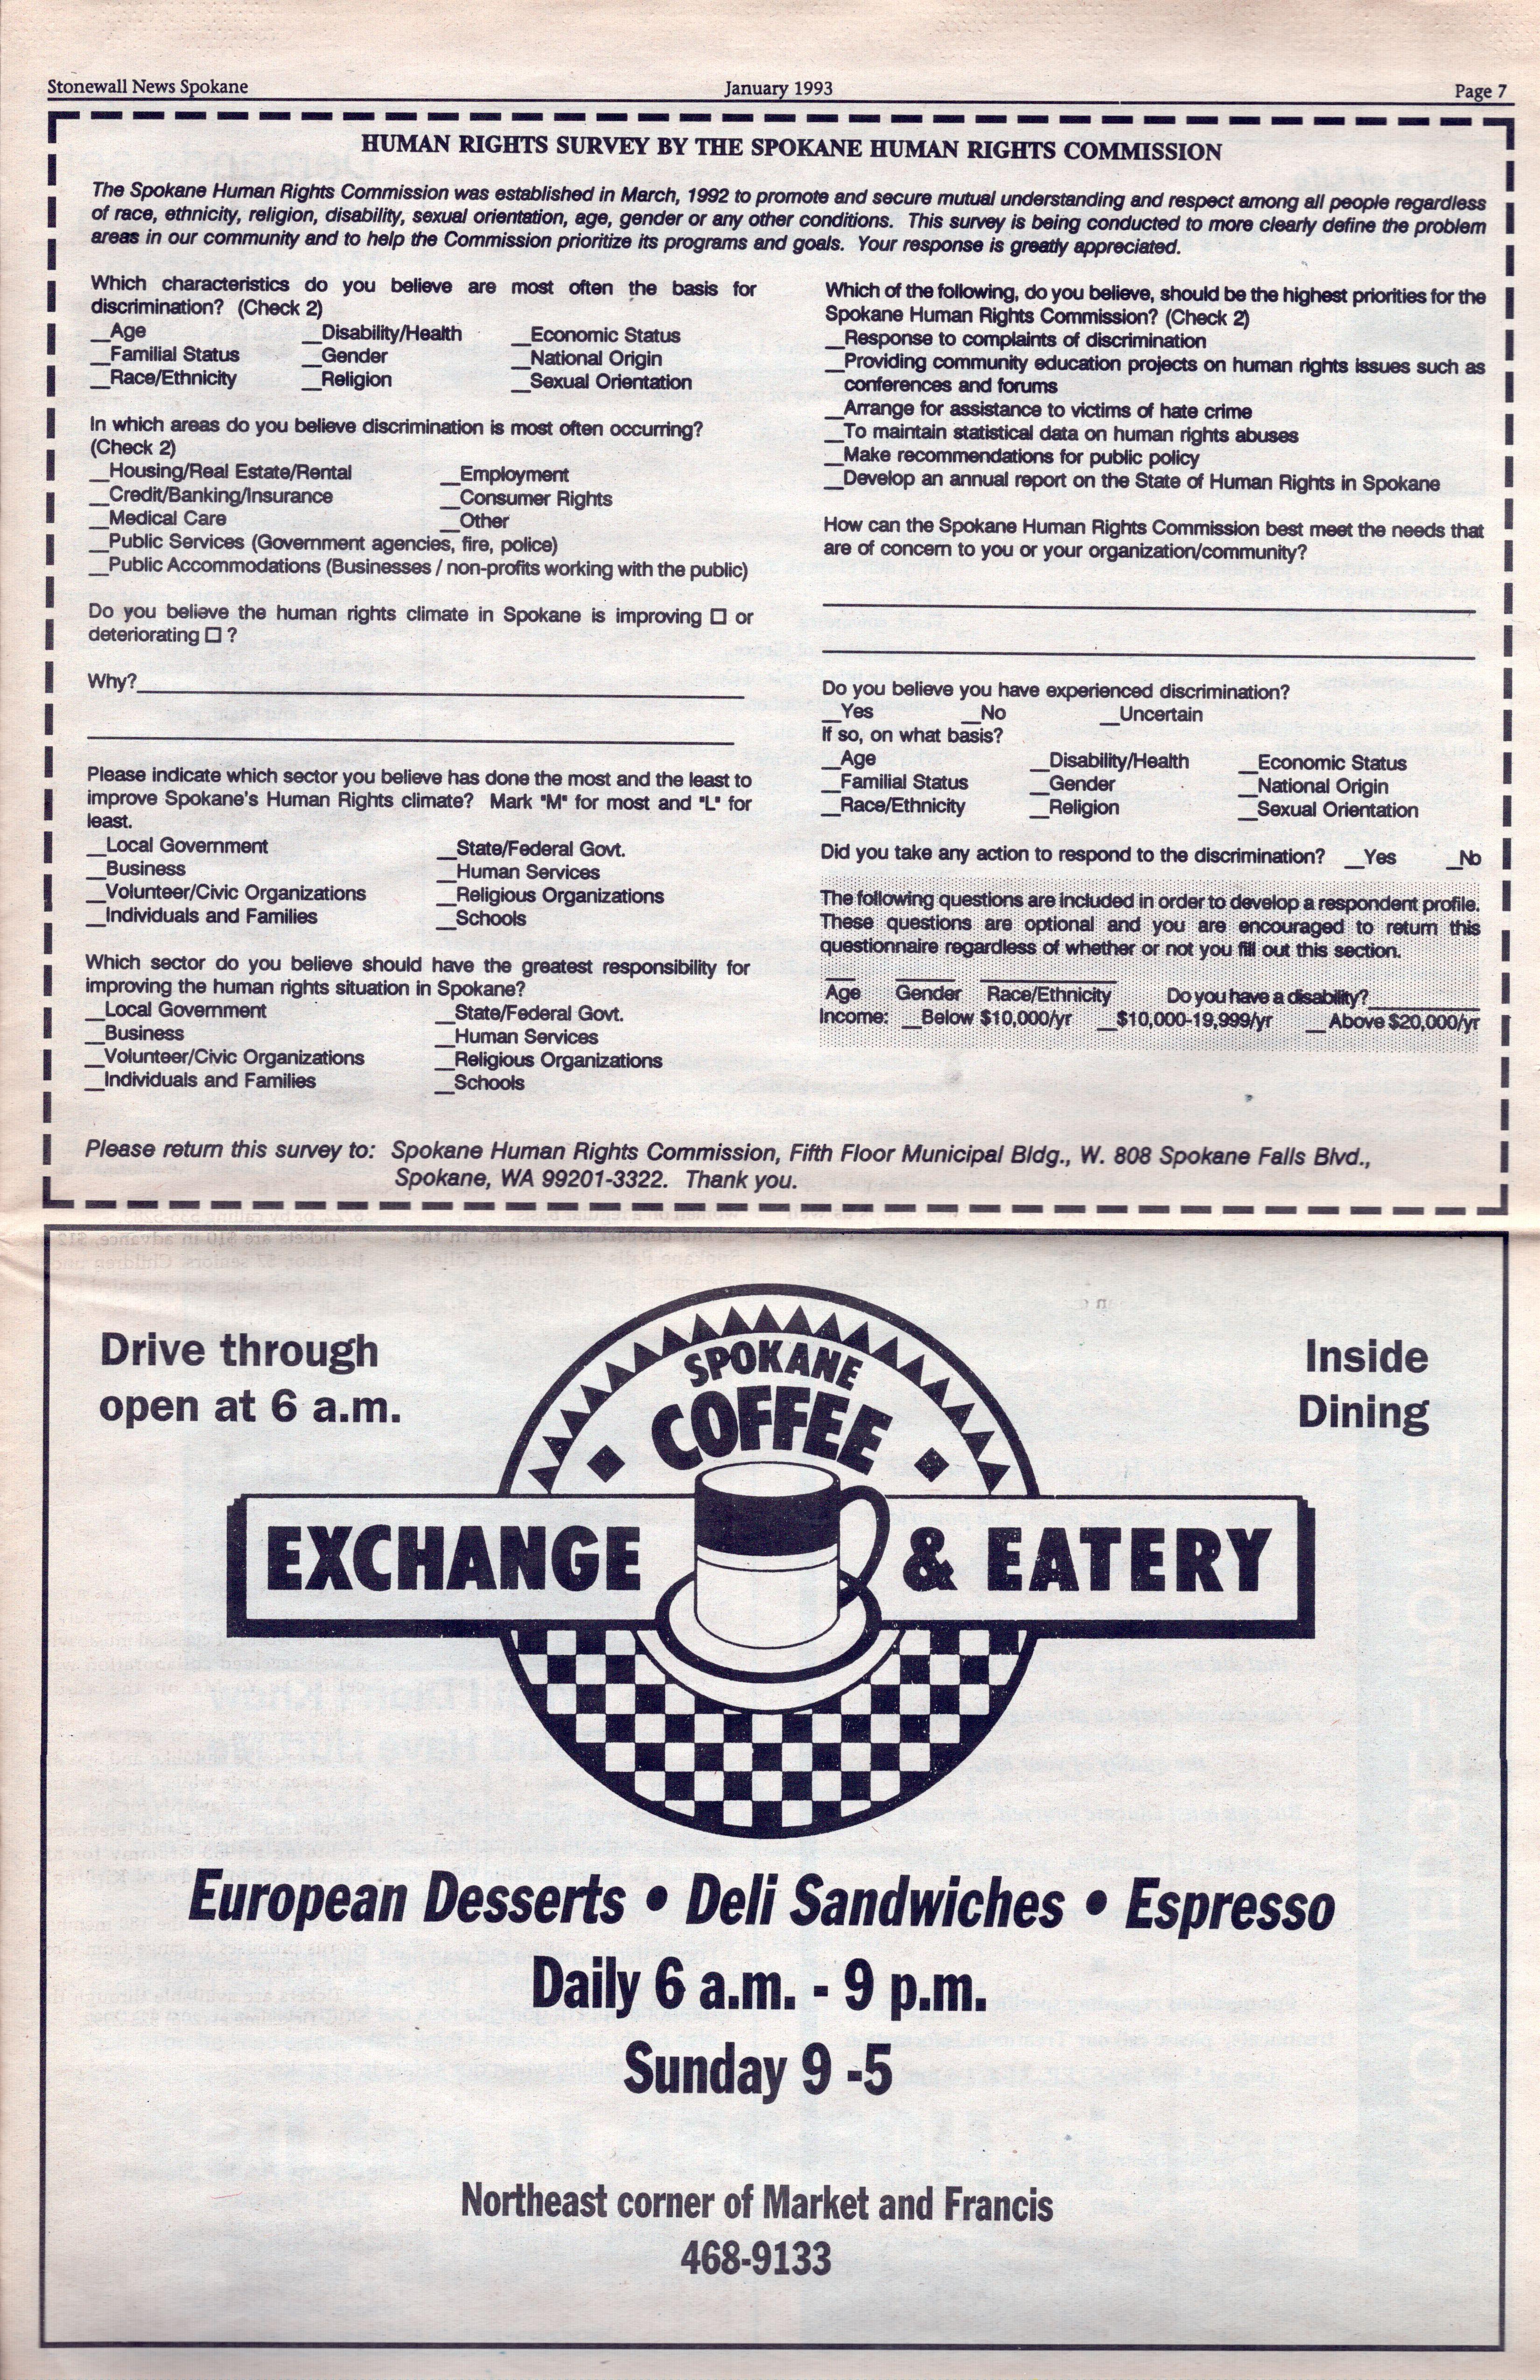 Stonewall News Spokane January 1993 Page 7
HUMAN RIGHTS SURVEY BY THE SPOKANE HUMAN RIGHTS COMMISSION
The Spokane Human Rights Commission was established in March, 1992 to promote and secure mutual understanding and respect among all people regardless
of race, ethnicity, religion, disability, sexual orientation, age, gender or any other conditions. This survey is being conducted to more clearly define the problem
areas in our community and to help the Commission prioritize its programs and goals. Your response is greatly appreciated.
Which characteristics do you believe are most often the basis for
discrimination? (Check 2)
__Age __Disability/Health __Economic Status
__Familial Status __Gender __National Origin
__Race/Ethnicity __Religion __Sexual Orientation
In which areas do you believe discrimination is most often occurring?
(Check 2)
__Housing/Real Estate/Rental __Employment
__Credit/Banking/Insurance __Consumer Rights
__Medical Care __Other
__Public Services (Government agencies, fire, police)
__Public Accommodations (Businesses / non-profits working with the public)
Do you believe the human rights climate in Spokane is improving ☐ or
deteriorating ☐ ?
Why?
Please indicate which sector you believe has done the most and the least to
improve Spokane's Human Rights climate? Mark "M" for most and "L" for
least.
__Local Government __State/Federal Govt.
__Business __Human Services
__Volunteer/Civic Organizations __Religious Organizations
__Individuals and Families __Schools
Which sector do you believe should have the greatest responsibility for
improving the human rights situation in Spokane?
__Local Government __State/Federal Govt.
__Business __Human Services
__Volunteer/Civic Organizations __Religious Organizations
__Individuals and Families __Schools
Which of the following, do you believe, should be the highest priorities for the
Spokane Human Rights Commission? (Check 2)
__Response to complaints of discrimination
__Providing community education projects on human rights issues such as
conferences and forums
__Arrange for assistance to victims of hate crime
__To maintain statistical data on human rights abuses
__Make recommendations for public policy
__Develop an annual report on the State of Human Rights in Spokane
How can the Spokane Human Rights Commission best meet the needs that
are of concern to you or your organization/community?
Do you believe you have experienced discrimination?
__Yes __No __Uncertain
If so, on what basis?
__Age __Disability/Health __Economic Status
__Familial Status __Gender __National Origin
__Race/Ethnicity __Religion __Sexual Orientation
Did you take any action to respond to the discrimination? __Yes __No
The following questions are included in order to develop a respondent profile.
These questions are optional and you are encouraged to return this
questionnaire regardless of whether or not you fill out this section.
Age Gender Race/Ethnicity Do you have a disability?
Income: __Below $10,000/yr __$10,000-19,999/yr __Above $20,000/yr
Please return this survey to: Spokane Human Rights Commission, Fifth Floor Municipal Bldg., W. 808 Spokane Falls Blvd.,
Spokane, WA 99201-3322. Thank you.
Drive through
open at 6 a.m.
Inside
Dining
SPOKANE
COFFEE
EXCHANGE & EATERY
European Desserts • Deli Sandwiches • Espresso
Daily 6 a.m. - 9 p.m.
Sunday 9 -5
Northeast corner of Market and Francis
468-9133